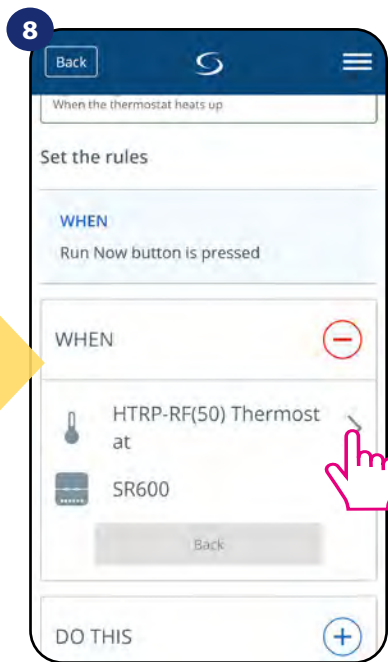 8
Back
When the thermostat heats up
Set the rules
WHEN
Run Now button is pressed
WHEN
HTRP-RF(50) Thermost
at
SR600
Back
DO THIS